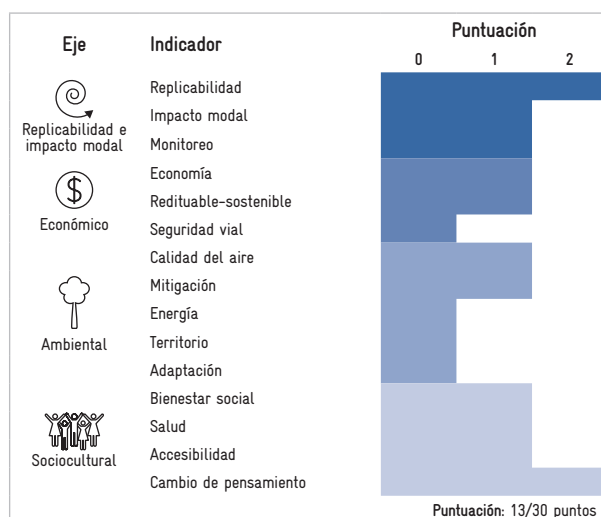 Eje
Indicador
Puntuación
0 1 2
Replicabilidad e
impacto modal
Replicabilidad
Impacto modal
Monitoreo
$
Económico
Economía
Redituable-sostenible
Seguridad vial
Ambiental
Calidad del aire
Mitigación
Energía
Territorio
Adaptación
Sociocultural
Bienestar social
Salud
Accesibilidad
Cambio de pensamiento
Puntuación: 13/30 puntos